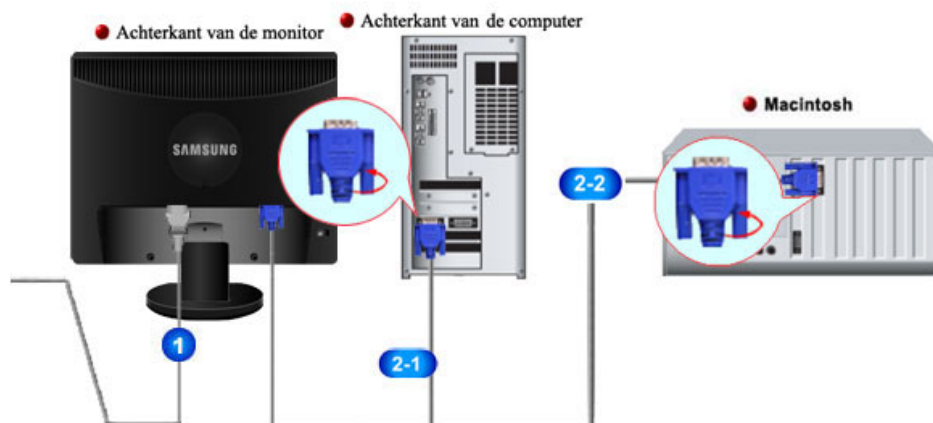 Achterkant van de monitor
Achterkant van de computer
Macintosh
SAMSUNG
2-2
1
2-1